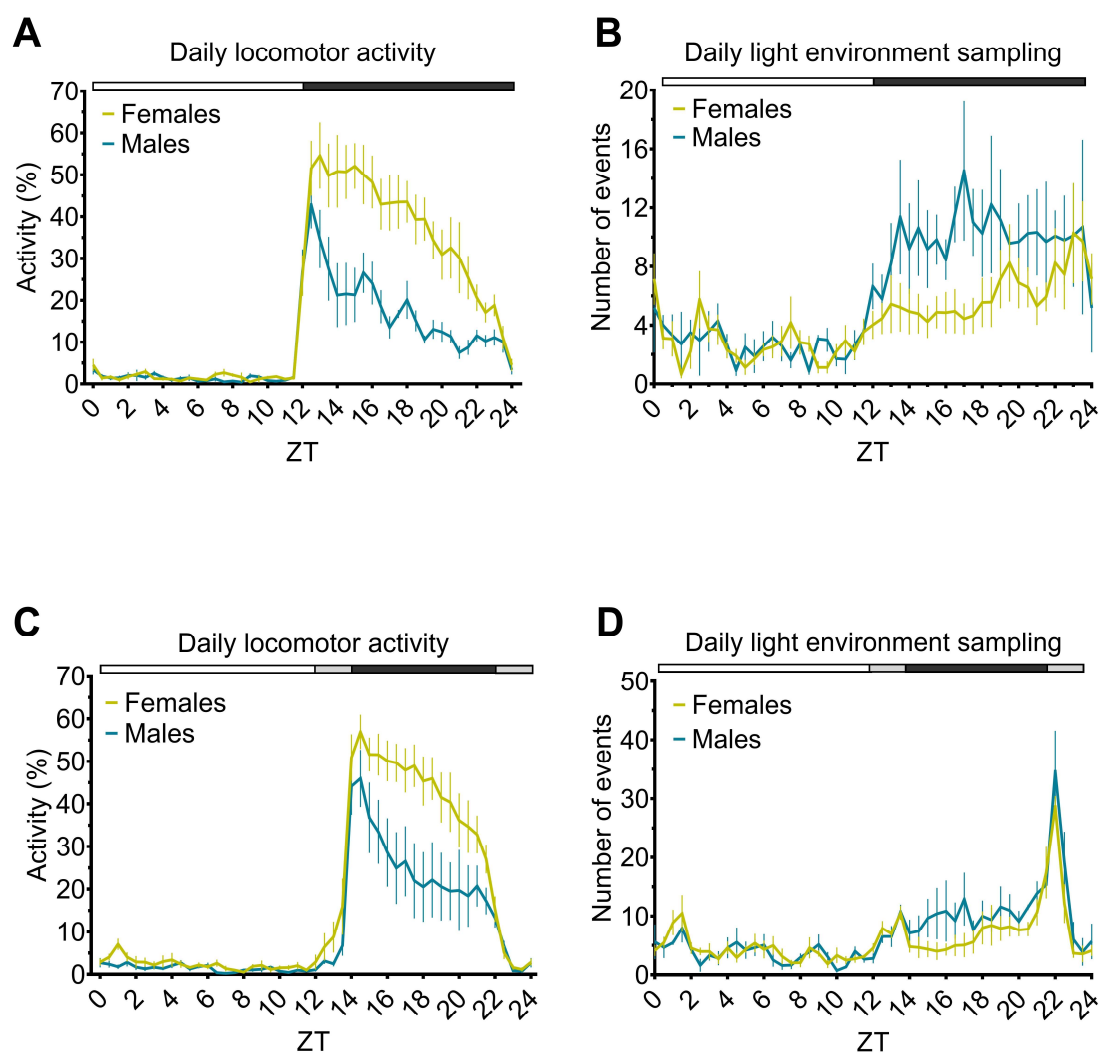 A
Daily locomotor activity
70
60
50
40
30
20
10
0
Activity (%)
Females
Males
0 2 4 6 8 10 12 14 16 18 20 22 24
ZT
B
Daily light environment sampling
20
16
12
8
4
0
Number of events
Females
Males
0 2 4 6 8 10 12 14 16 18 20 22 24
ZT
C
Daily locomotor activity
70
60
50
40
30
20
10
0
Activity (%)
Females
Males
0 2 4 6 8 10 12 14 16 18 20 22 24
ZT
D
Daily light environment sampling
50
40
30
20
10
0
Number of events
Females
Males
0 2 4 6 8 10 12 14 16 18 20 22 24
ZT